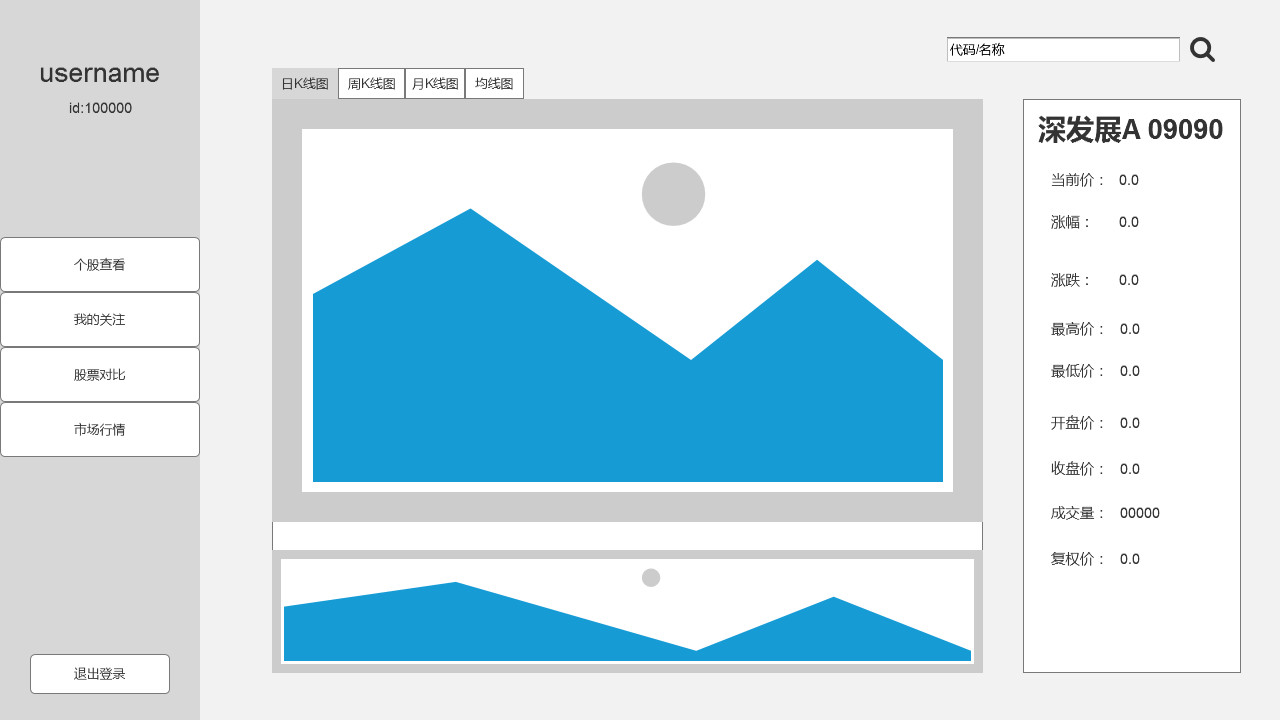 username
id:100000
个股查看
我的关注
股票对比
市场行情
退出登录
代码/名称
日K线图 周K线图 月K线图 均线图
深发展A 09090
当前价： 0.0
涨幅： 0.0
涨跌： 0.0
最高价： 0.0
最低价： 0.0
开盘价： 0.0
收盘价： 0.0
成交量： 00000
复权价： 0.0